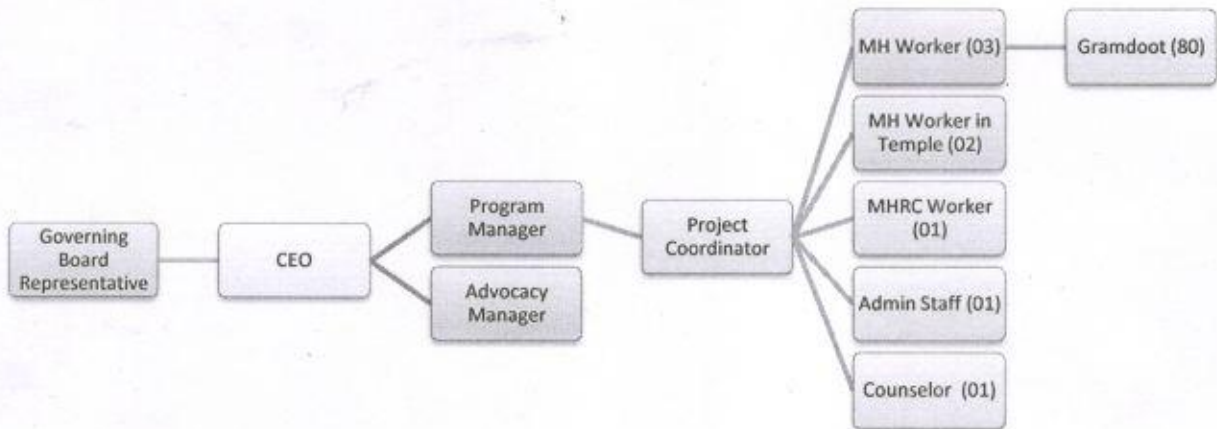 Governing
Board
Representative
CEO
Program
Manager
Advocacy
Manager
Project
Coordinator
MH Worker (03)
Gramdoot (80)
MH Worker in
Temple (02)
MHRC Worker
(01)
Admin Staff (01)
Counselor (01)